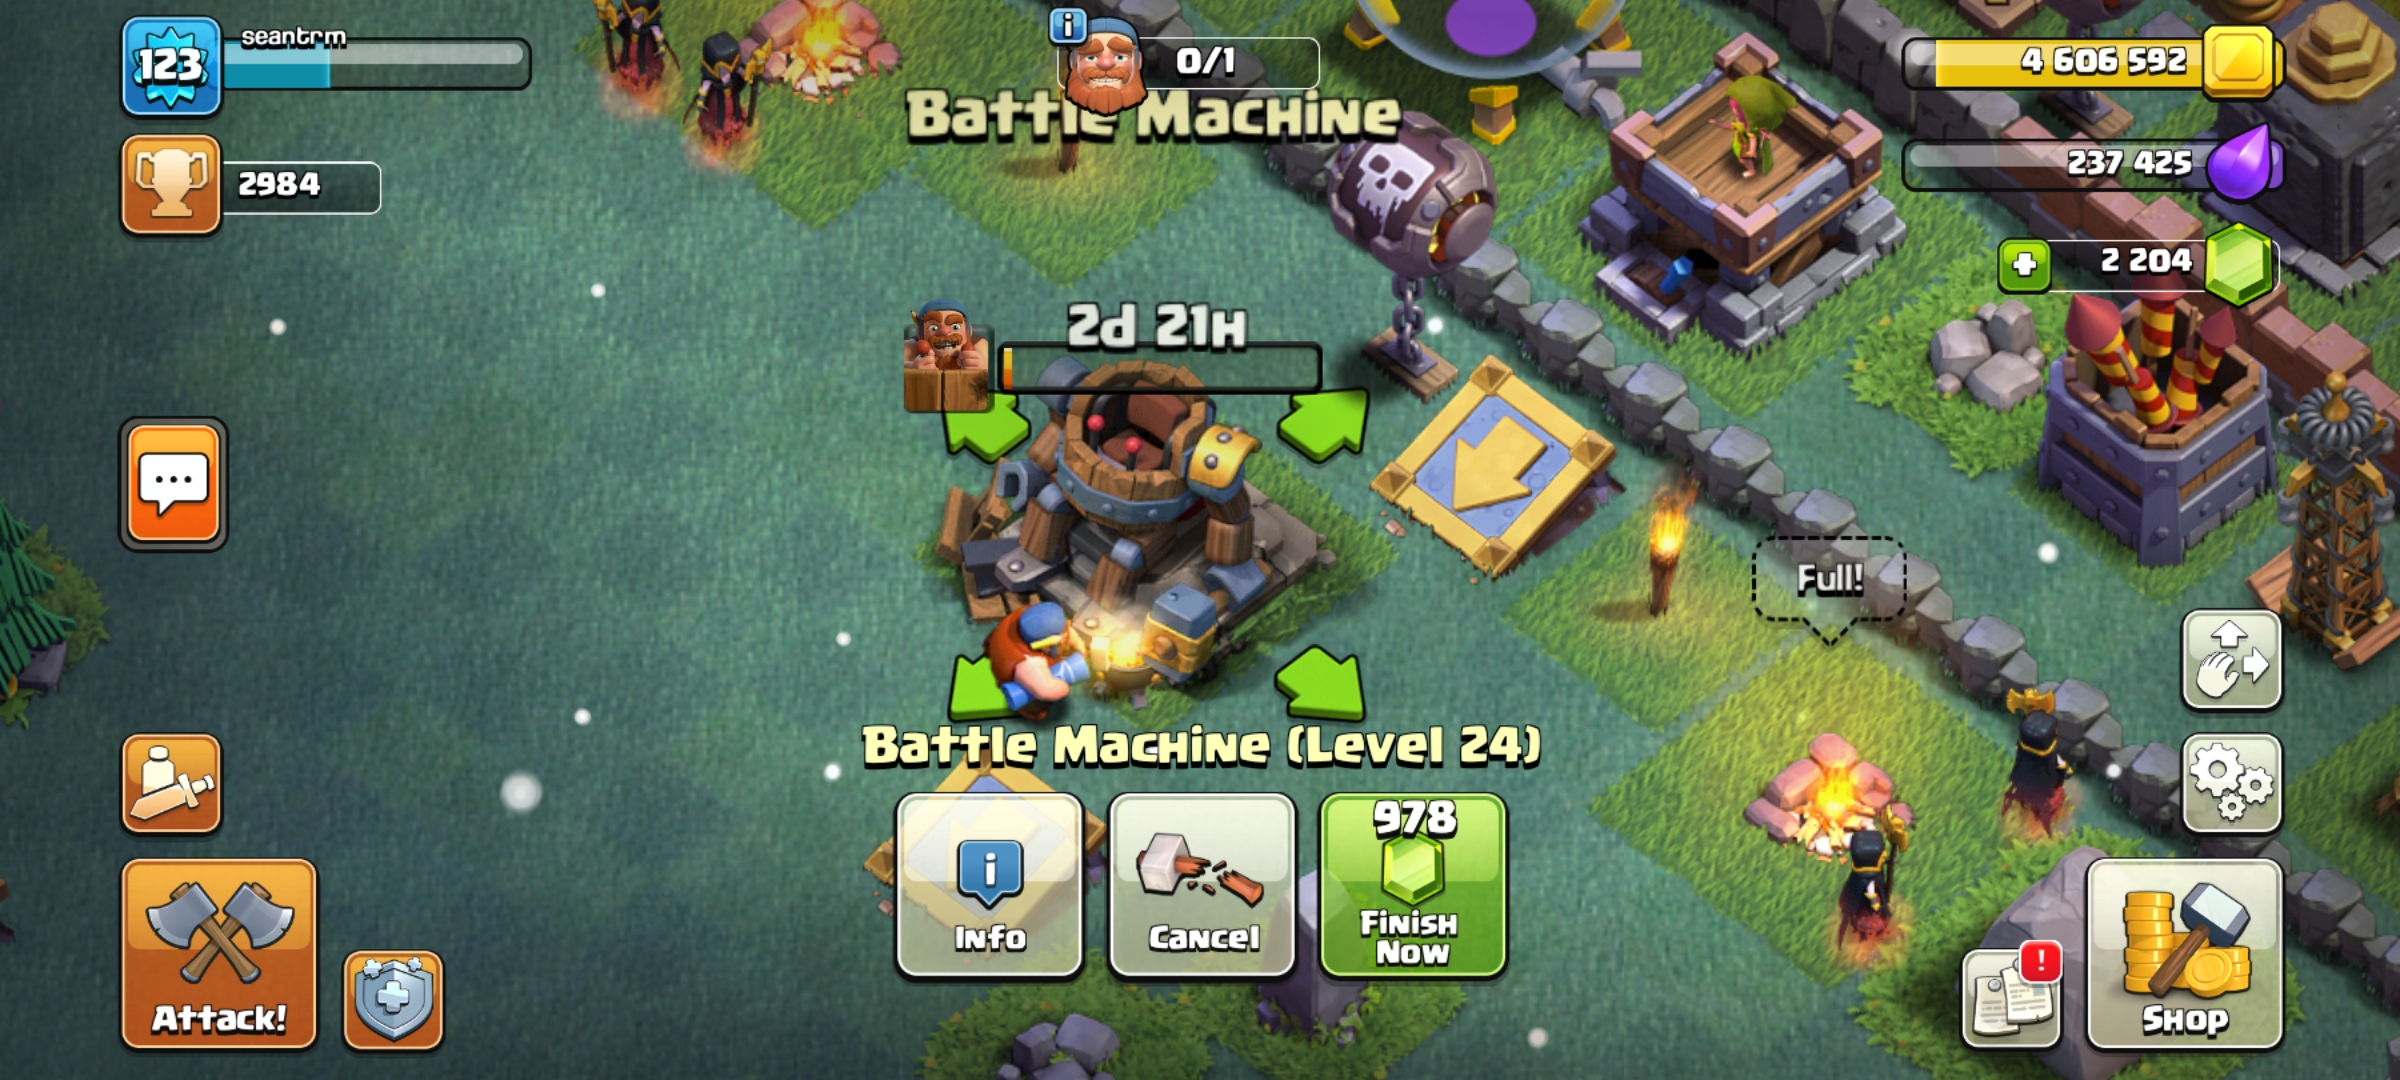 123
seantrm
0/1
4 606 592
Battle Machine
2984
237 425
2 204
2d 21h
Full!
Battle Machine (Level 24)
978
Info
Cancel
Finish
Now
Attack!
!
Shop